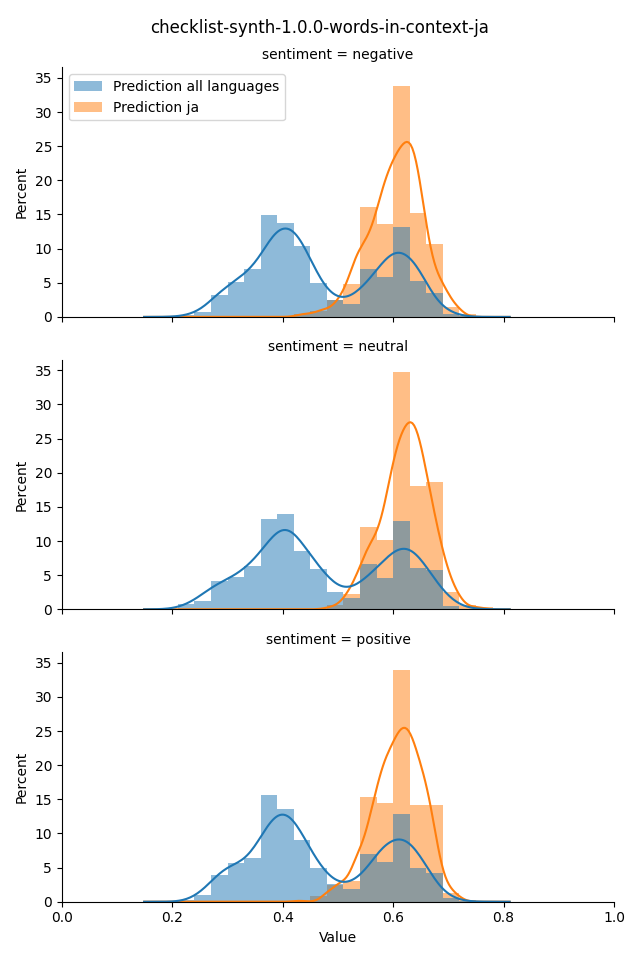 checklist-synth-1.0.0-words-in-context-ja
sentiment = negative
35
30
25
20
15
10
5
0
Percent
Prediction all languages
Prediction ja
sentiment = neutral
35
30
25
20
15
10
5
0
Percent
sentiment = positive
35
30
25
20
15
10
5
0
Percent
0.0 0.2 0.4 0.6 0.8 1.0
Value